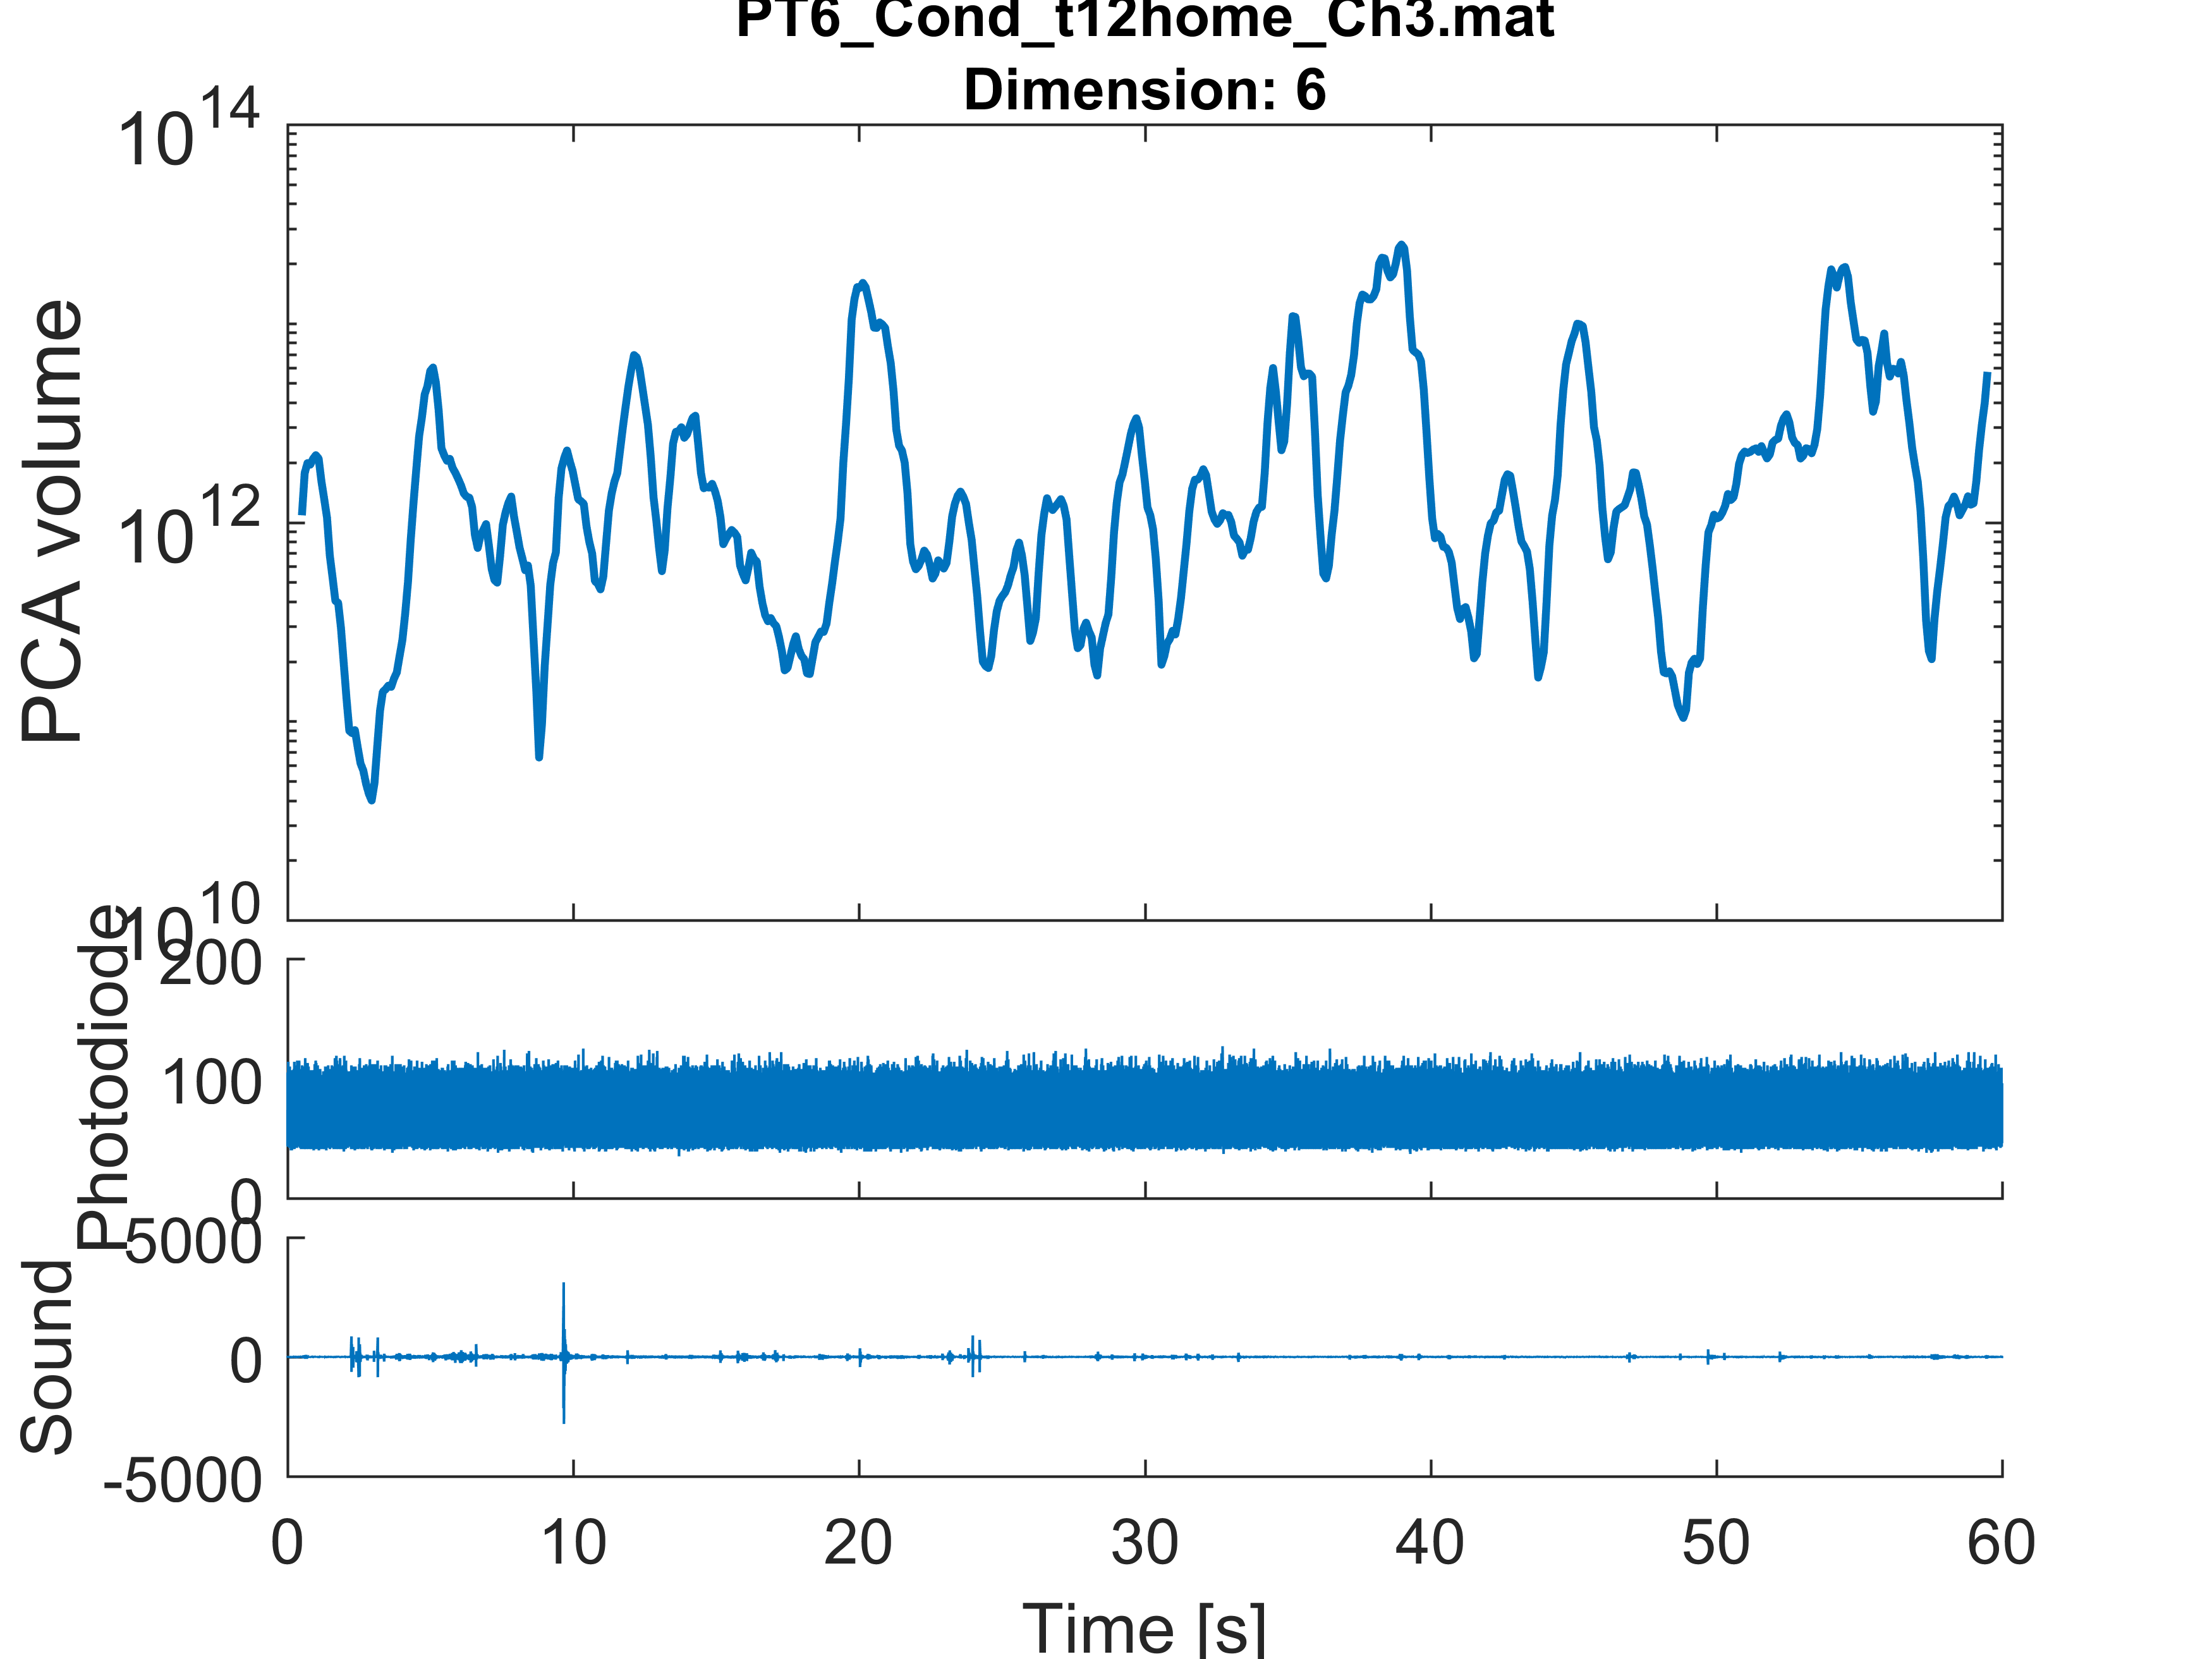 PT6_Cond_t12home_Ch3.mat
Dimension: 6
PCA volume
10^14
10^12
10^10
Photodiode
200
100
0
Sound
5000
0
-5000
0 10 20 30 40 50 60
Time [s]